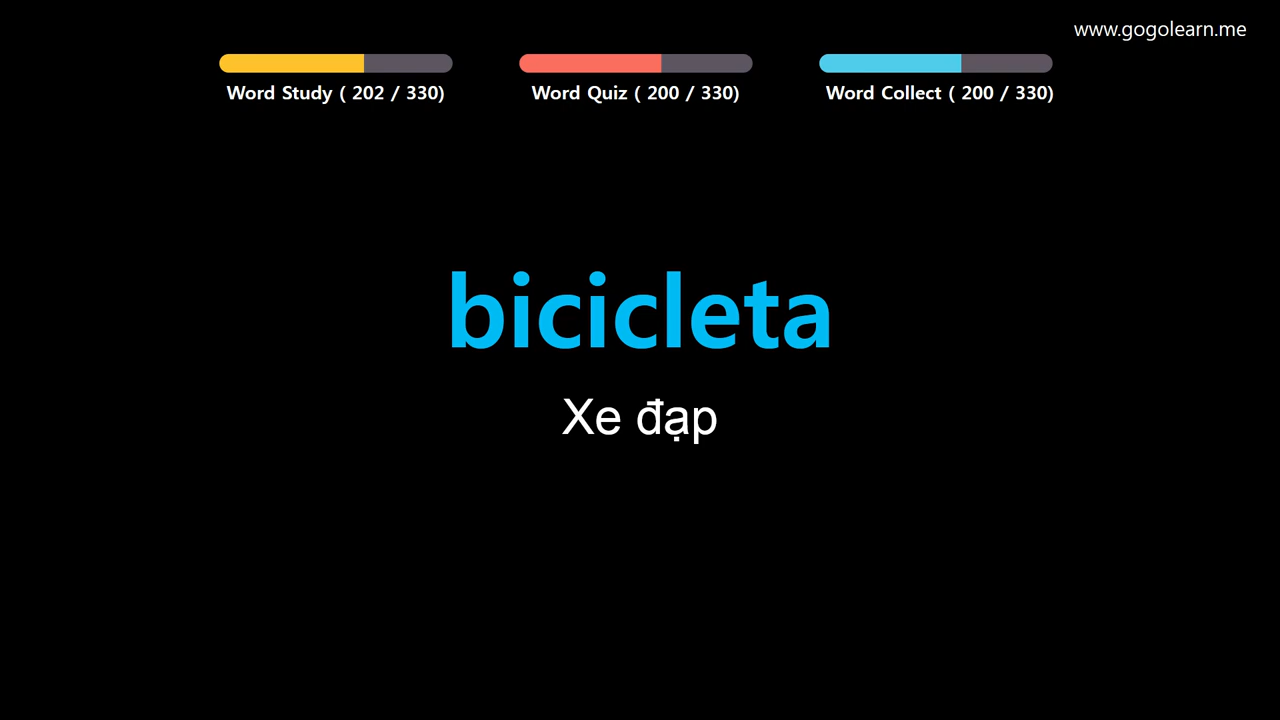 www.gogolearn.me
Word Study ( 202 / 330)
Word Quiz ( 200 / 330)
Word Collect ( 200 / 330)
bicicleta
Xe đạp